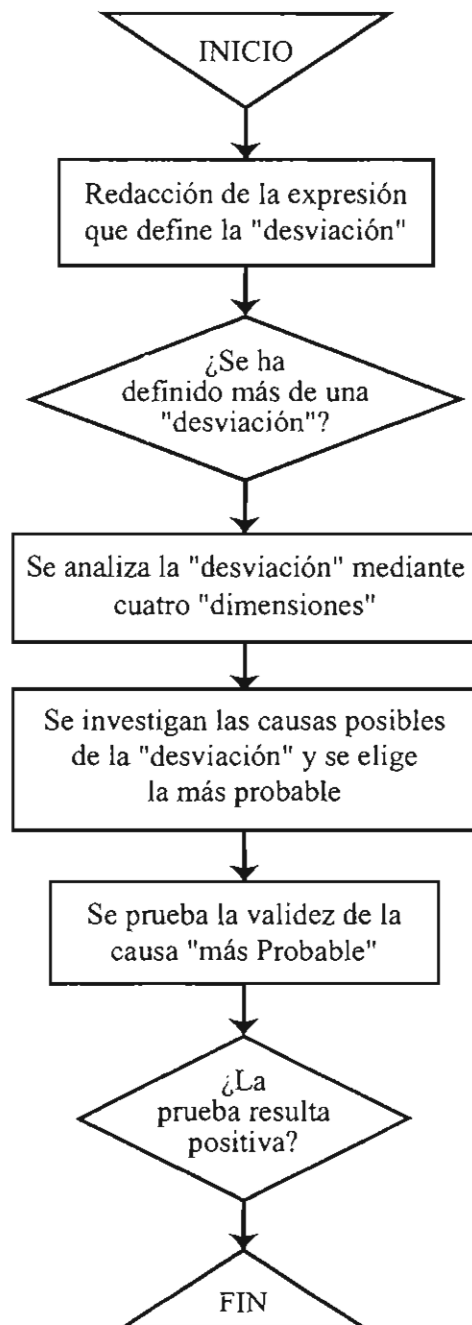 INICIO
Redacción de la expresión
que define la "desviación"
¿Se ha
definido más de una
"desviación"?
Se analiza la "desviación" mediante
cuatro "dimensiones"
Se investigan las causas posibles
de la "desviación" y se elige
la más probable
Se prueba la validez de la
causa "más Probable"
¿La
prueba resulta
positiva?
FIN